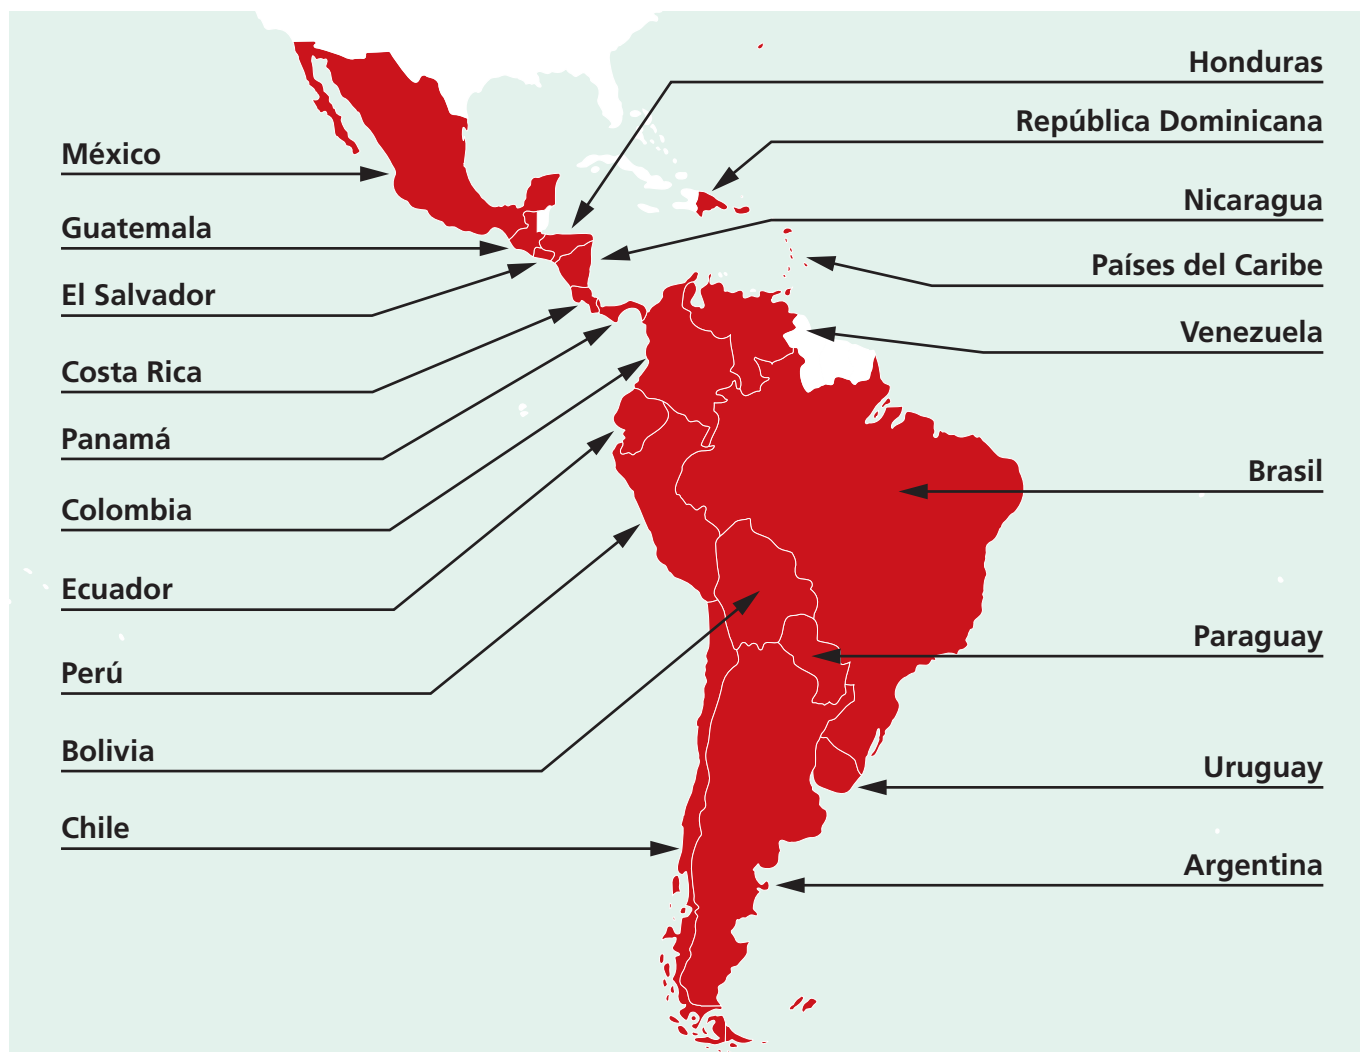 Honduras
República Dominicana
México
Nicaragua
Guatemala
Países del Caribe
El Salvador
Venezuela
Costa Rica
Panamá
Brasil
Colombia
Ecuador
Paraguay
Perú
Bolivia
Uruguay
Chile
Argentina